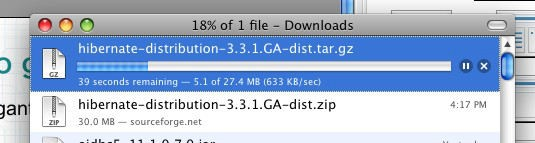 18% of 1 file – Downloads
hibernate-distribution-3.3.1.GA-dist.tar.gz
GZ
39 seconds remaining — 5.1 of 27.4 MB (633 KB/sec)
hibernate-distribution-3.3.1.GA-dist.zip
4:17 PM
ZIP
30.0 MB — sourceforge.net